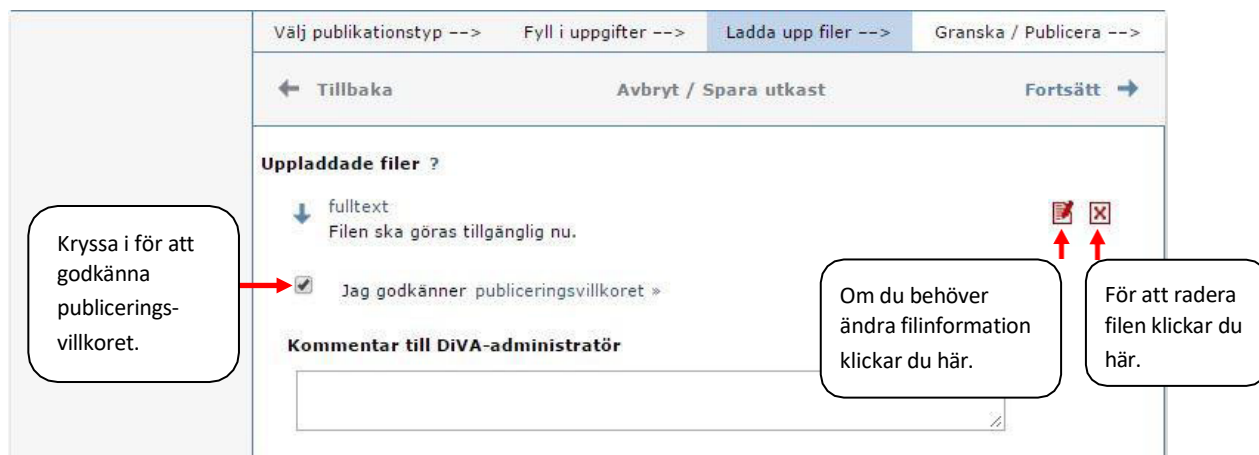 Välj publikationstyp --> Fyll i uppgifter --> Ladda upp filer --> Granska / Publicera -->
Tillbaka Avbryt / Spara utkast Fortsätt
Uppladdade filer ?
fulltext
Filen ska göras tillgänglig nu.
Kryssa i för att
godkänna
publicerings-
villkoret.
Jag godkänner publiceringsvillkoret »
Om du behöver
ändra filinformation
klickar du här.
För att radera
filen klickar du
här.
Kommentar till DiVA-administratör